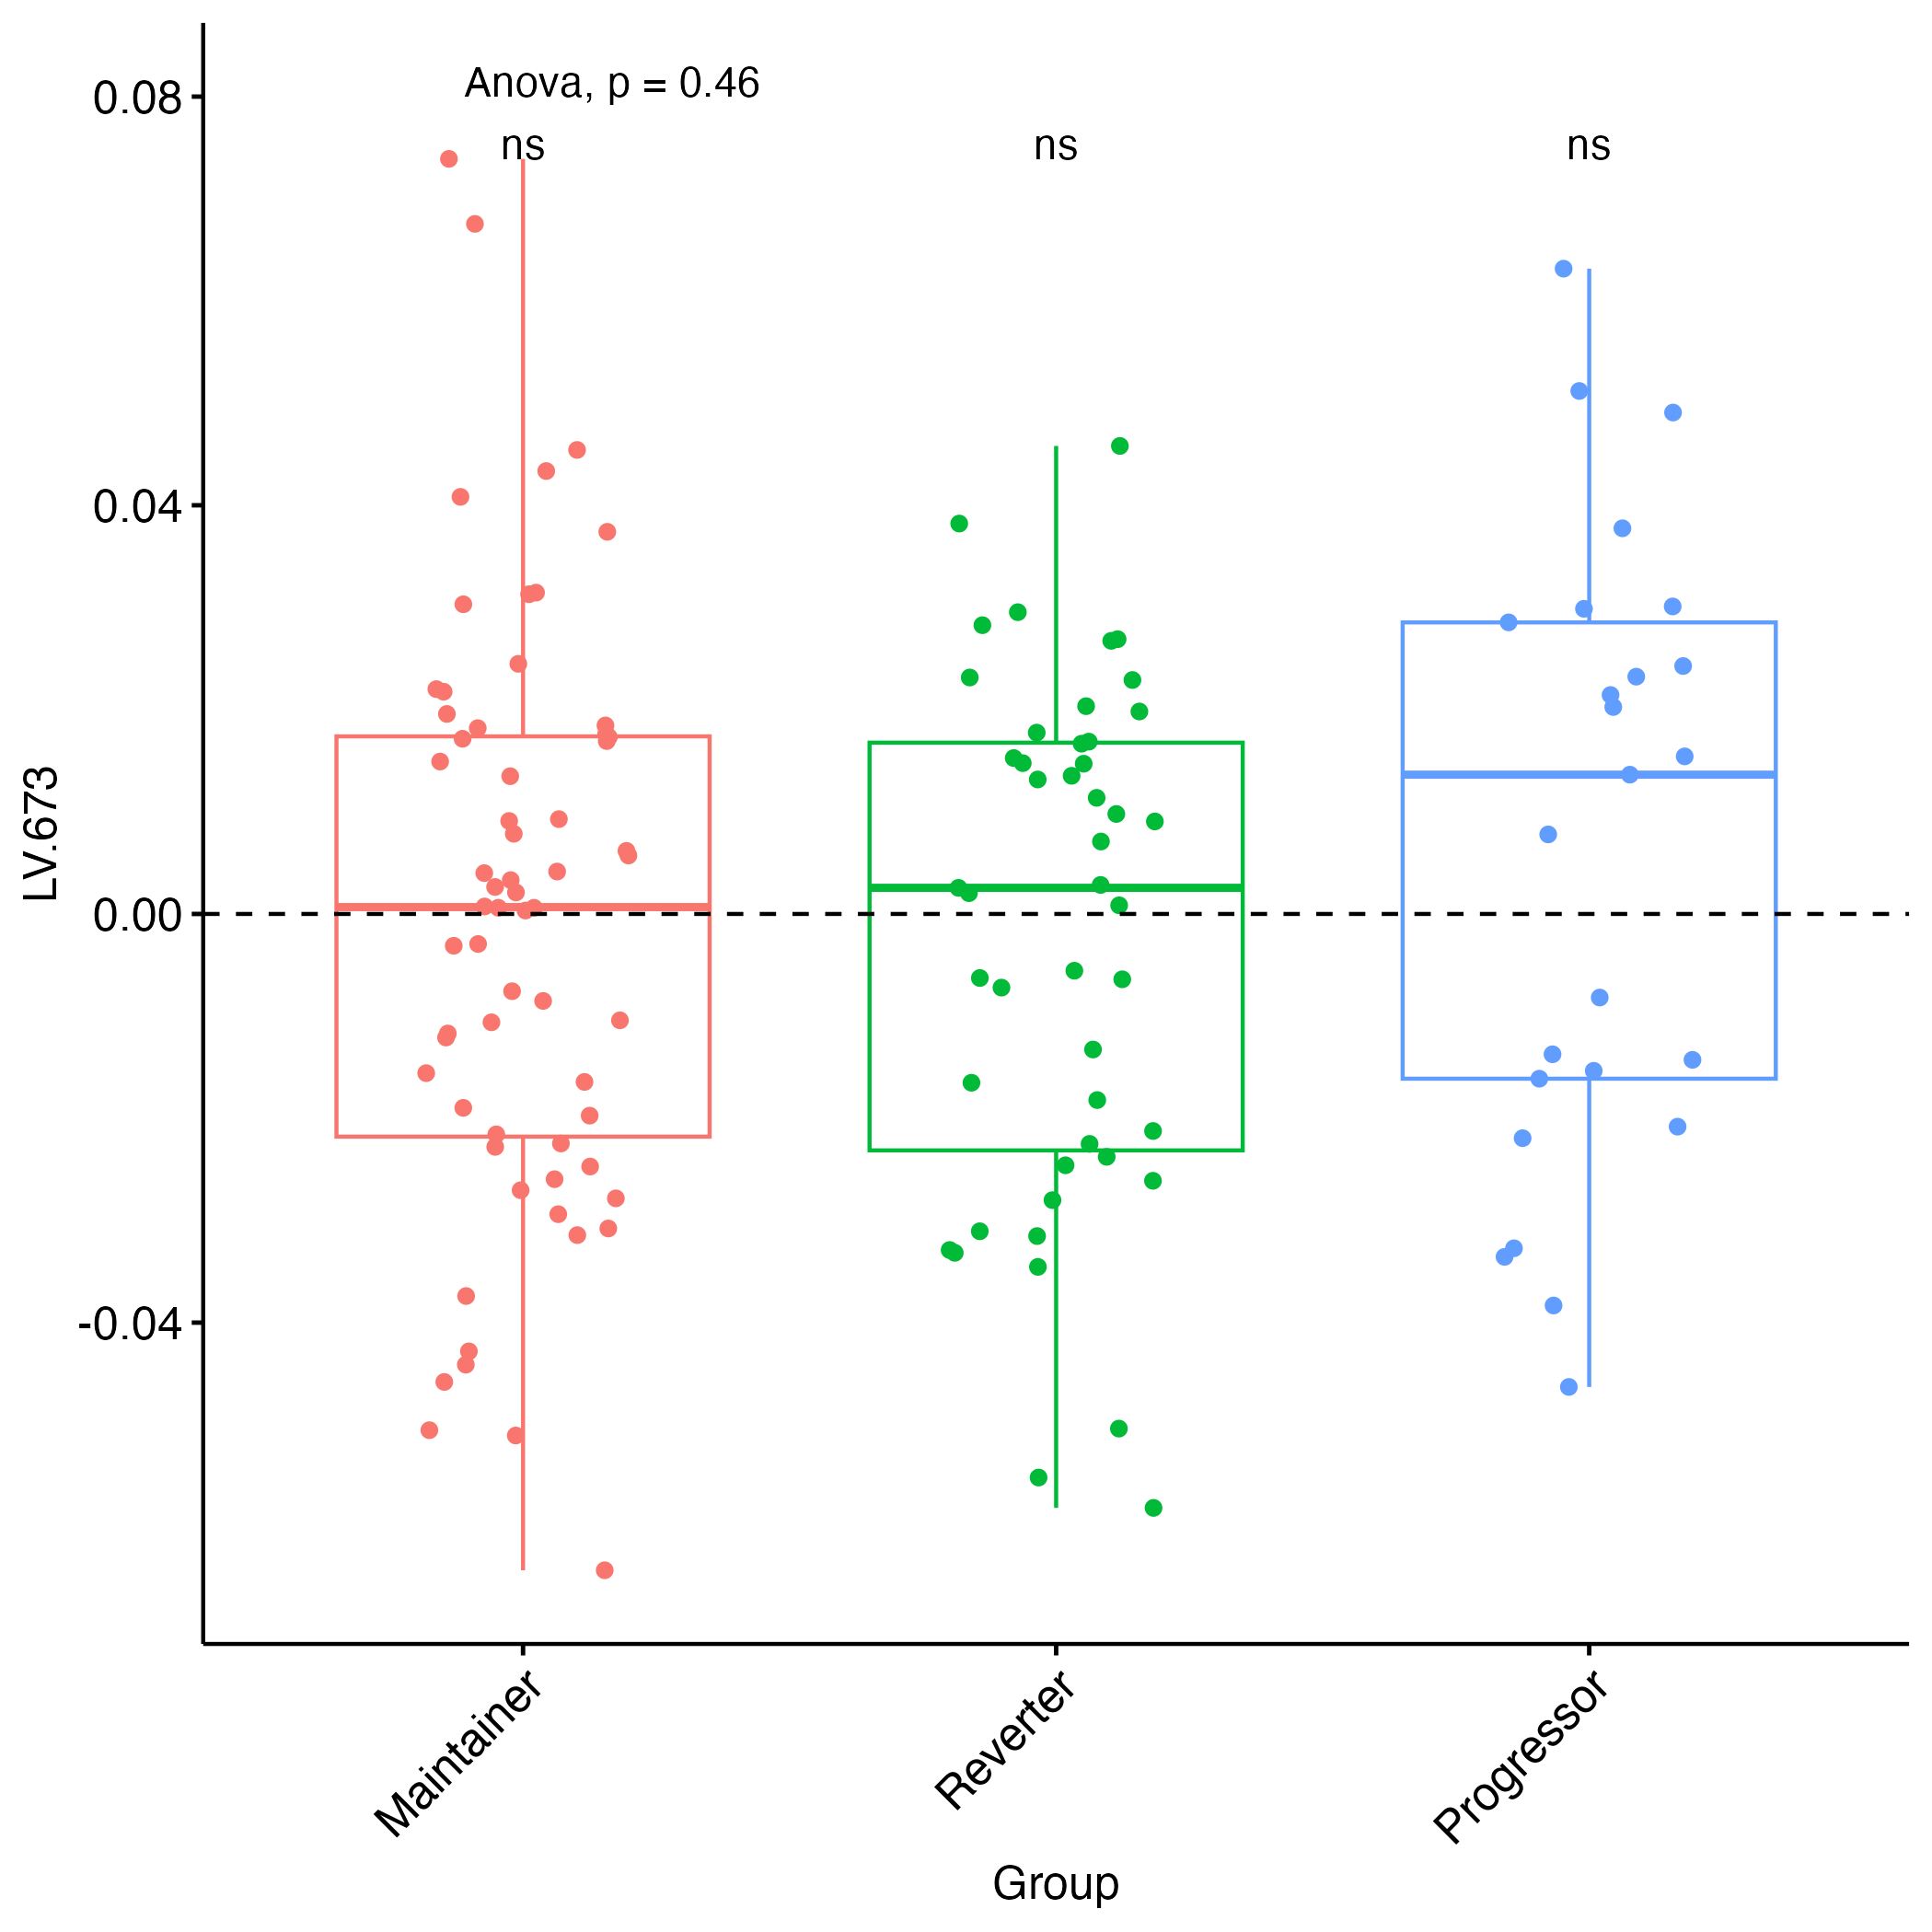 Anova, p = 0.46
ns
ns
ns
0.08
0.04
0.00
-0.04
LV.673
Maintainer
Reverter
Progressor
Group